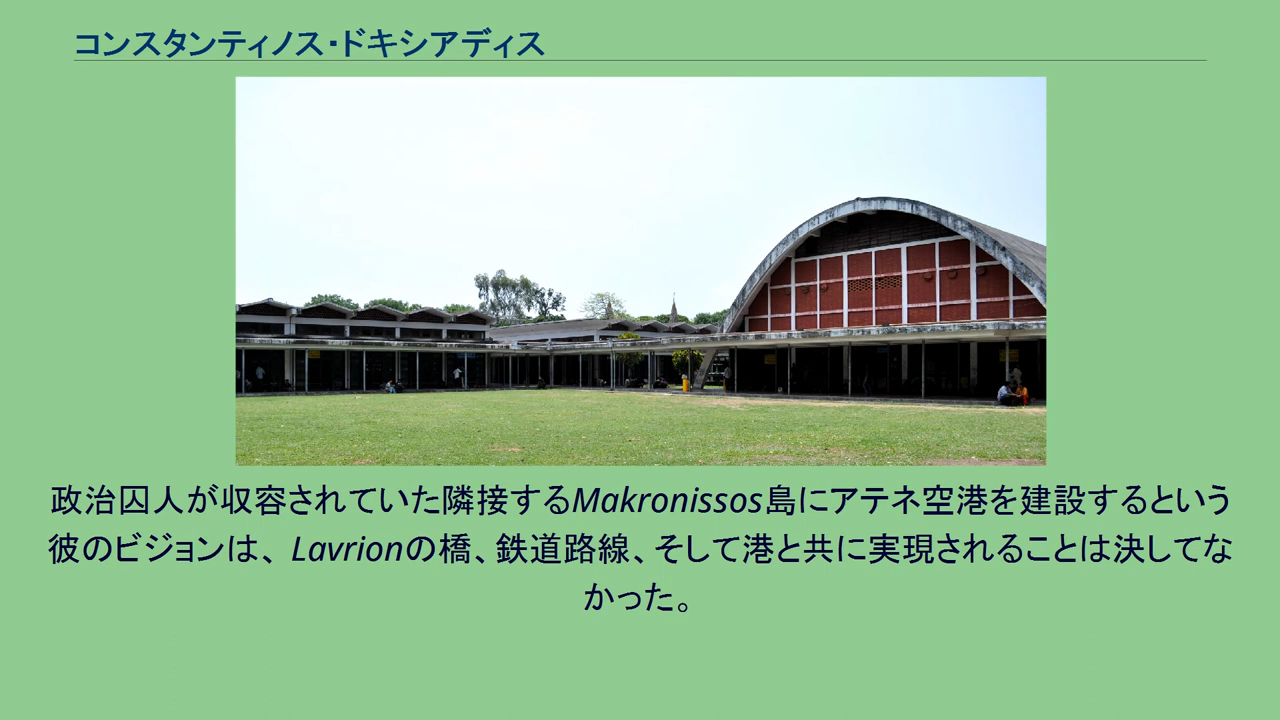 コンスタンティノス・ドキシアディス
政治囚人が収容されていた隣接するMakronissos島にアテネ空港を建設するという
彼のビジョンは、Lavrionの橋、鉄道路線、そして港と共に実現されることは決してな
かった。